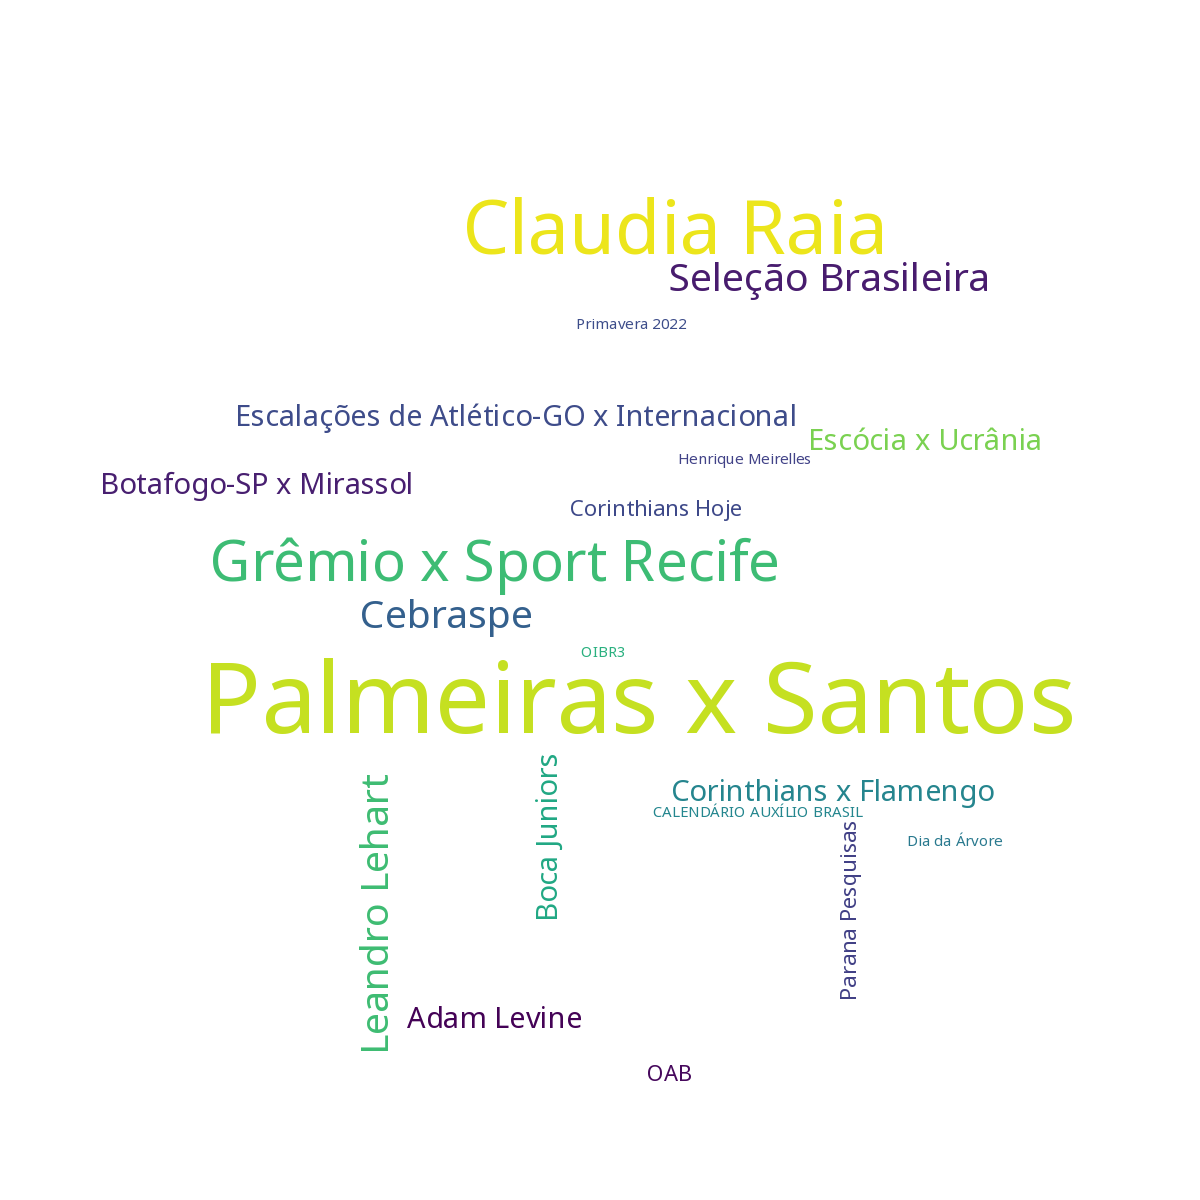 Claudia Raia
Seleção Brasileira
Primavera 2022
Escalações de Atlético-GO x Internacional
Escócia x Ucrânia
Henrique Meirelles
Botafogo-SP x Mirassol
Corinthians Hoje
Grêmio x Sport Recife
Cebraspe
OIBR3
Palmeiras x Santos
Leandro Lehart
Boca Juniors
Corinthians x Flamengo
CALENDÁRIO AUXÍLIO BRASIL
Parana Pesquisas
Dia da Árvore
Adam Levine
OAB